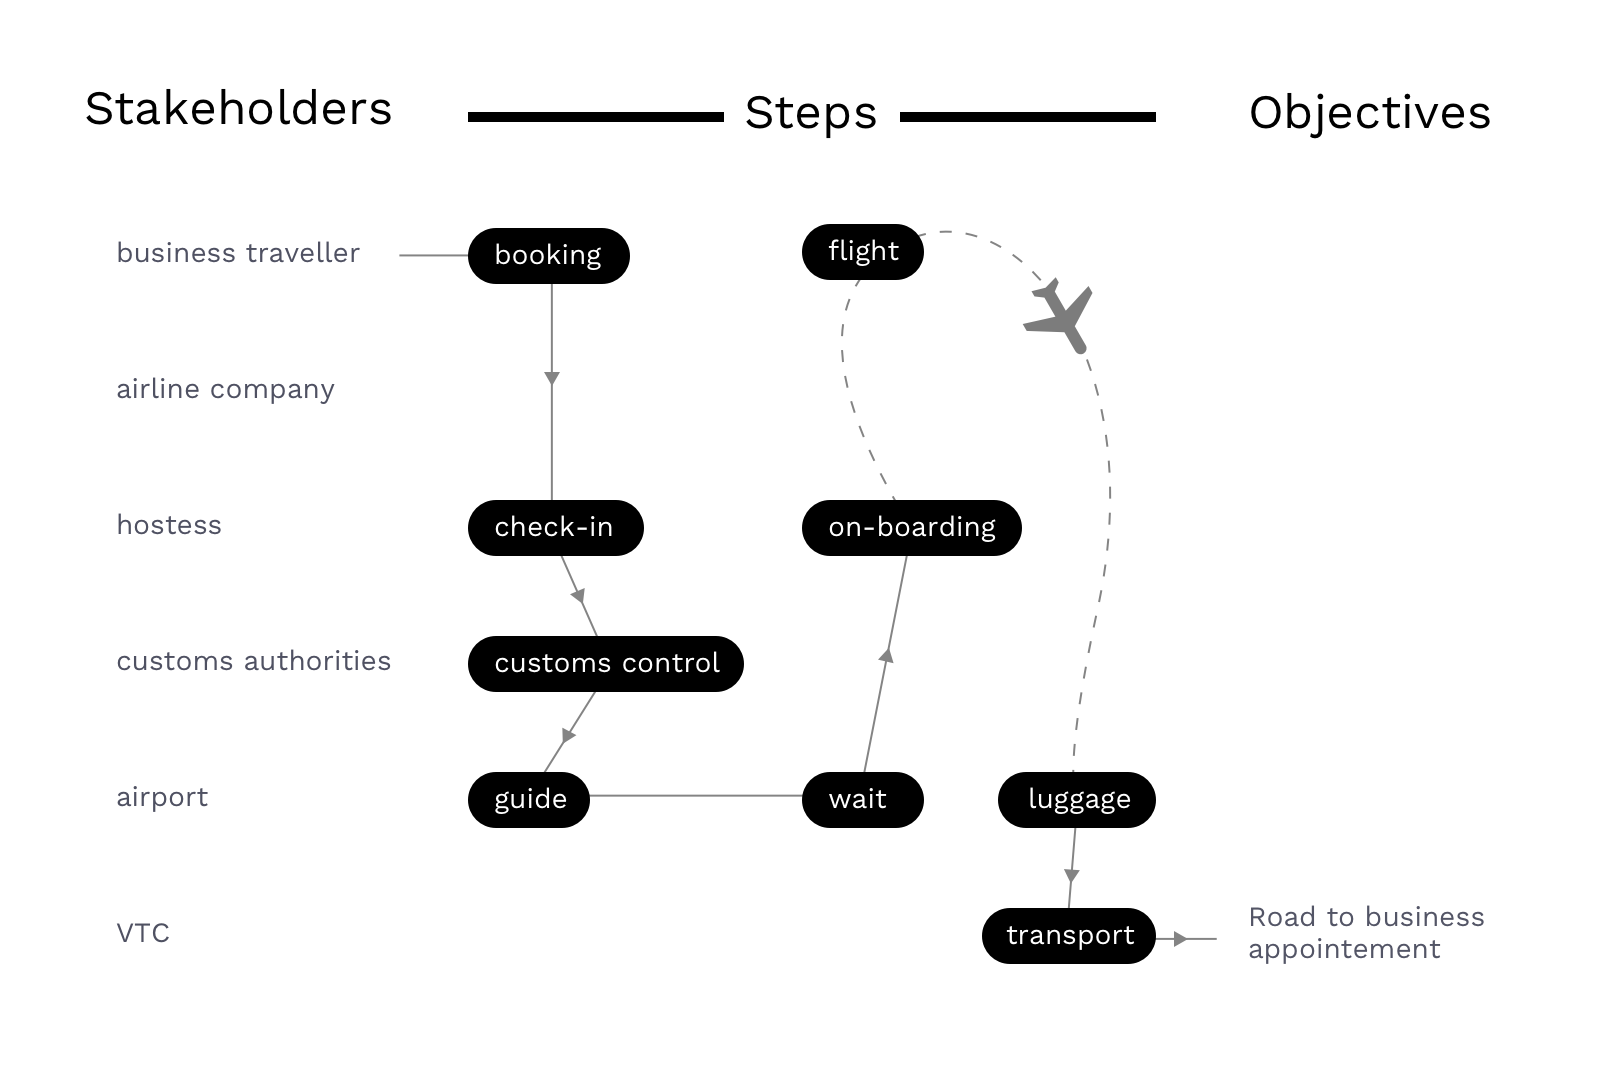 Stakeholders
Steps
Objectives
business traveller
booking
flight
airline company
hostess
check-in
on-boarding
customs authorities
customs control
airport
guide
wait
luggage
VTC
transport
Road to business
appointement